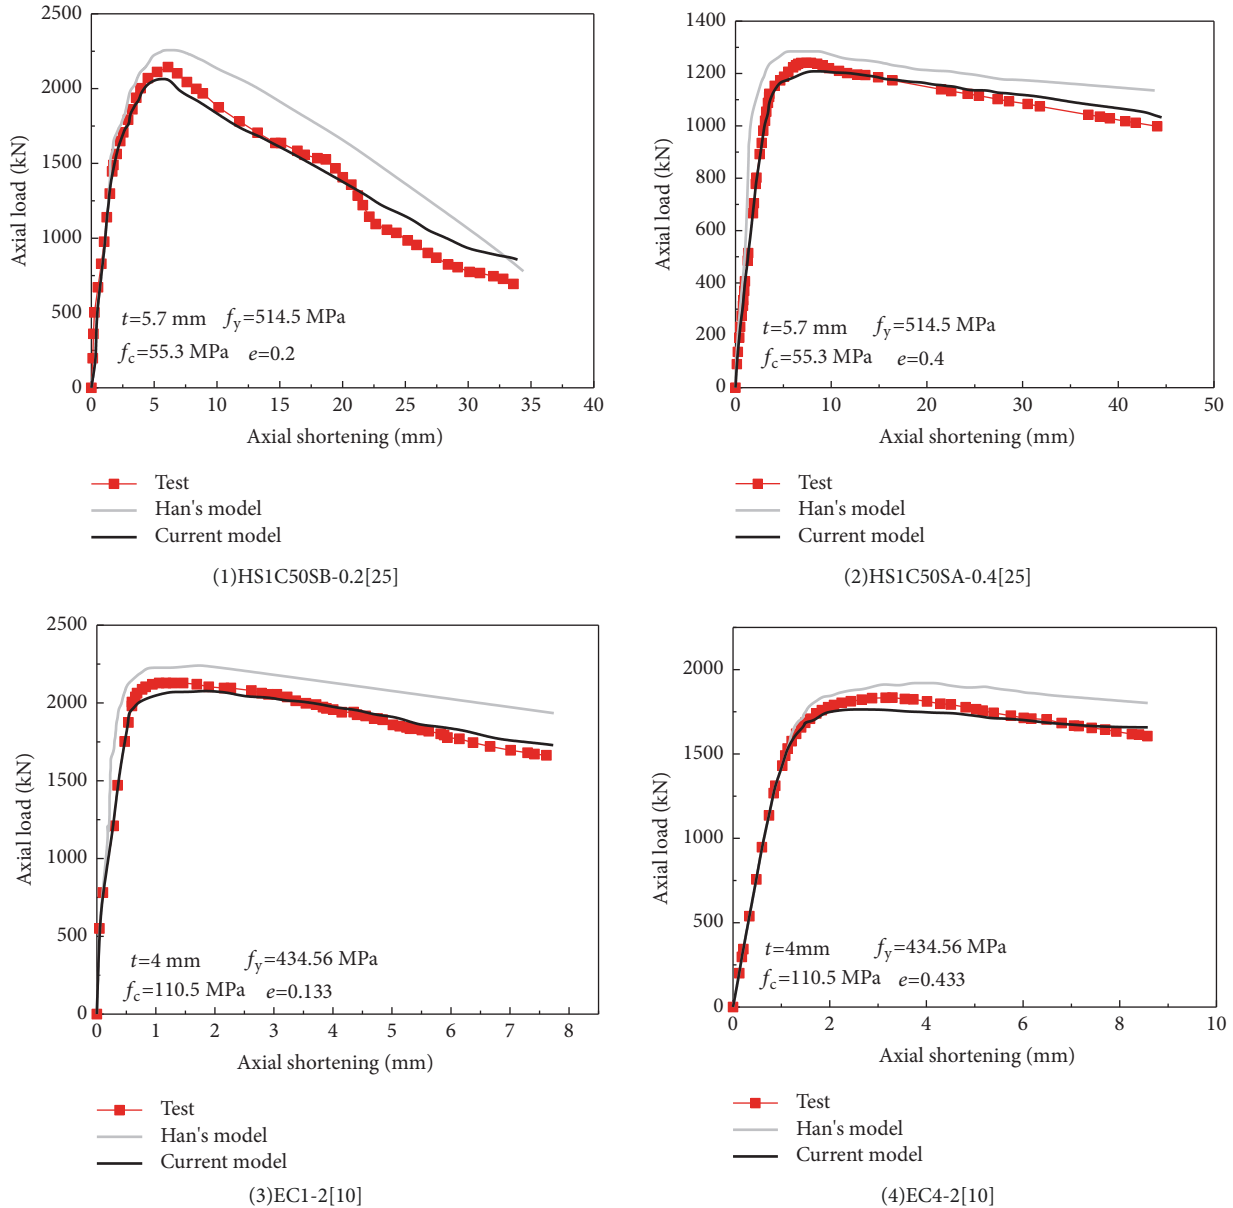 2500
2000
1500
1000
500
0
Axial load (kN)
t=5.7 mm f_y=514.5 MPa
f_c=55.3 MPa e=0.2
0 5 10 15 20 25 30 35 40
Axial shortening (mm)
Test
Han's model
Current model
(1)HS1C50SB-0.2[25]
1400
1200
1000
800
600
400
200
0
Axial load (kN)
t=5.7 mm f_y=514.5 MPa
f_c=55.3 MPa e=0.4
0 10 20 30 40 50
Axial shortening (mm)
Test
Han's model
Current model
(2)HS1C50SA-0.4[25]
2500
2000
1500
1000
500
0
Axial load (kN)
t=4 mm f_y=434.56 MPa
f_c=110.5 MPa e=0.133
0 1 2 3 4 5 6 7 8
Axial shortening (mm)
Test
Han's model
Current model
(3)EC1-2[10]
2000
1500
1000
500
0
Axial load (kN)
t=4mm f_y=434.56 MPa
f_c=110.5 MPa e=0.433
0 2 4 6 8 10
Axial shortening (mm)
Test
Han's model
Current model
(4)EC4-2[10]